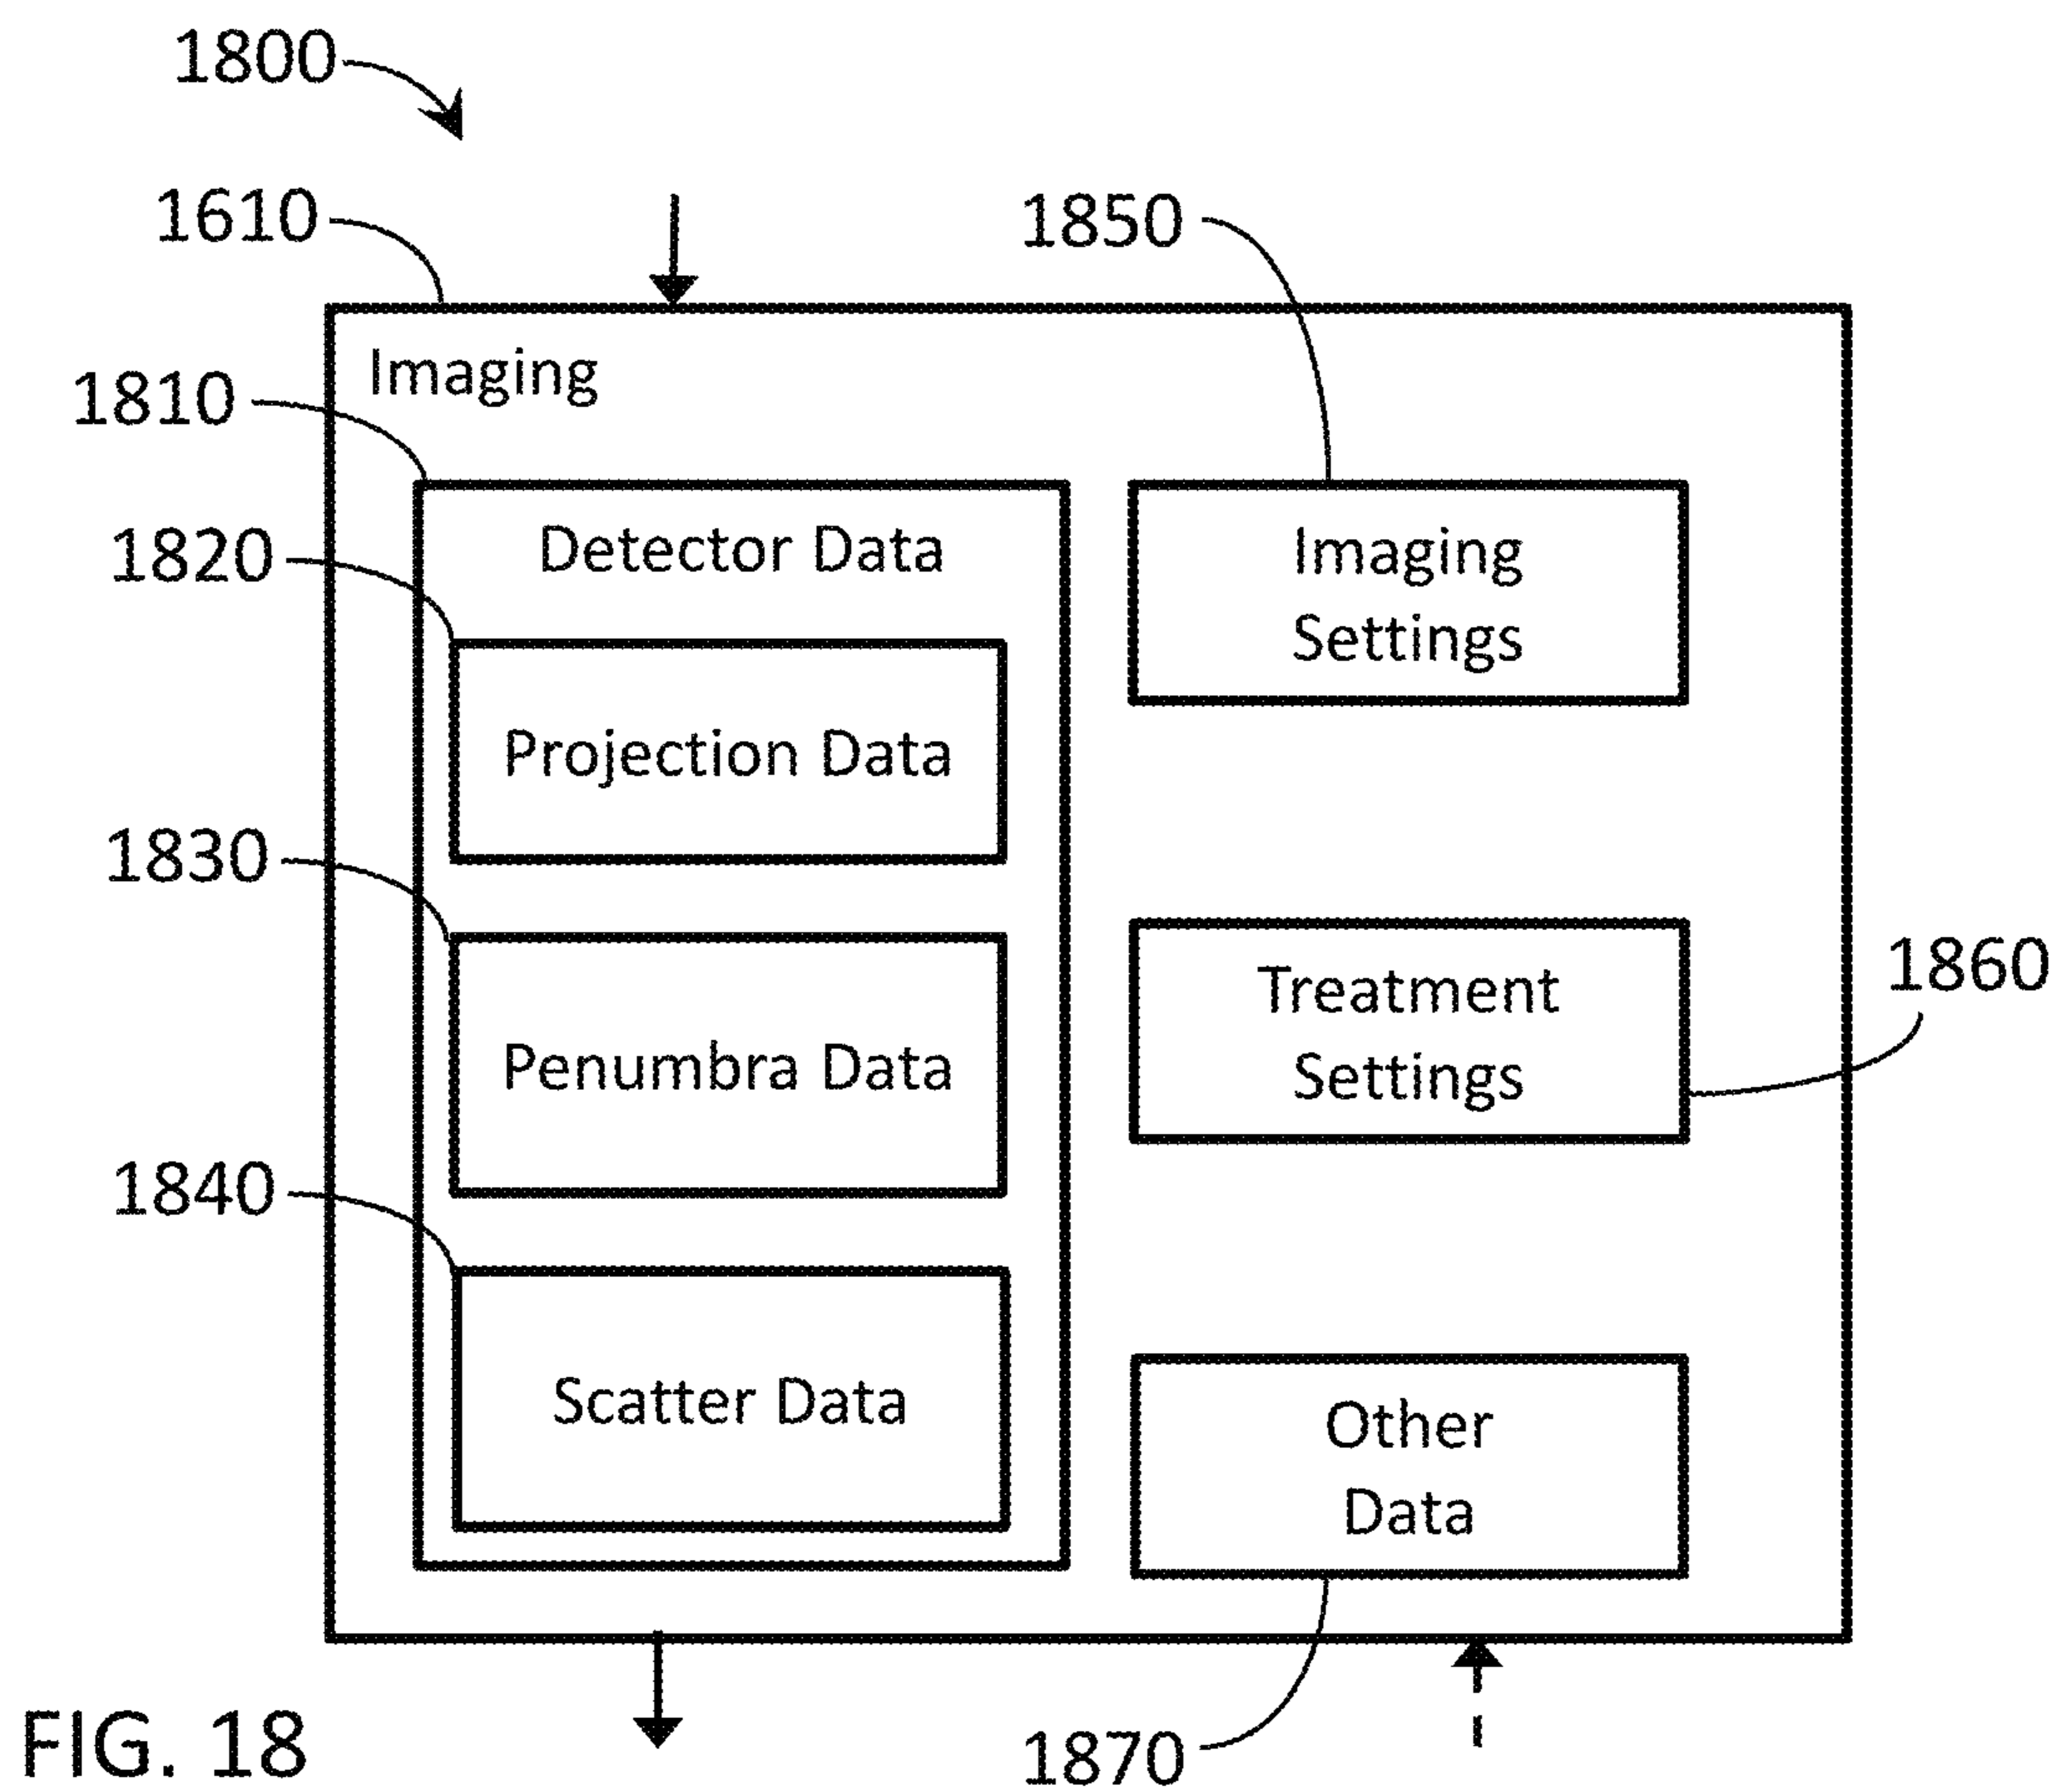 1800
1610
1850
Imaging
1810
1820
Detector Data
Imaging
Settings
Projection Data
1830
Penumbra Data
Treatment
Settings
1860
1840
Scatter Data
Other
Data
FIG. 18
1870